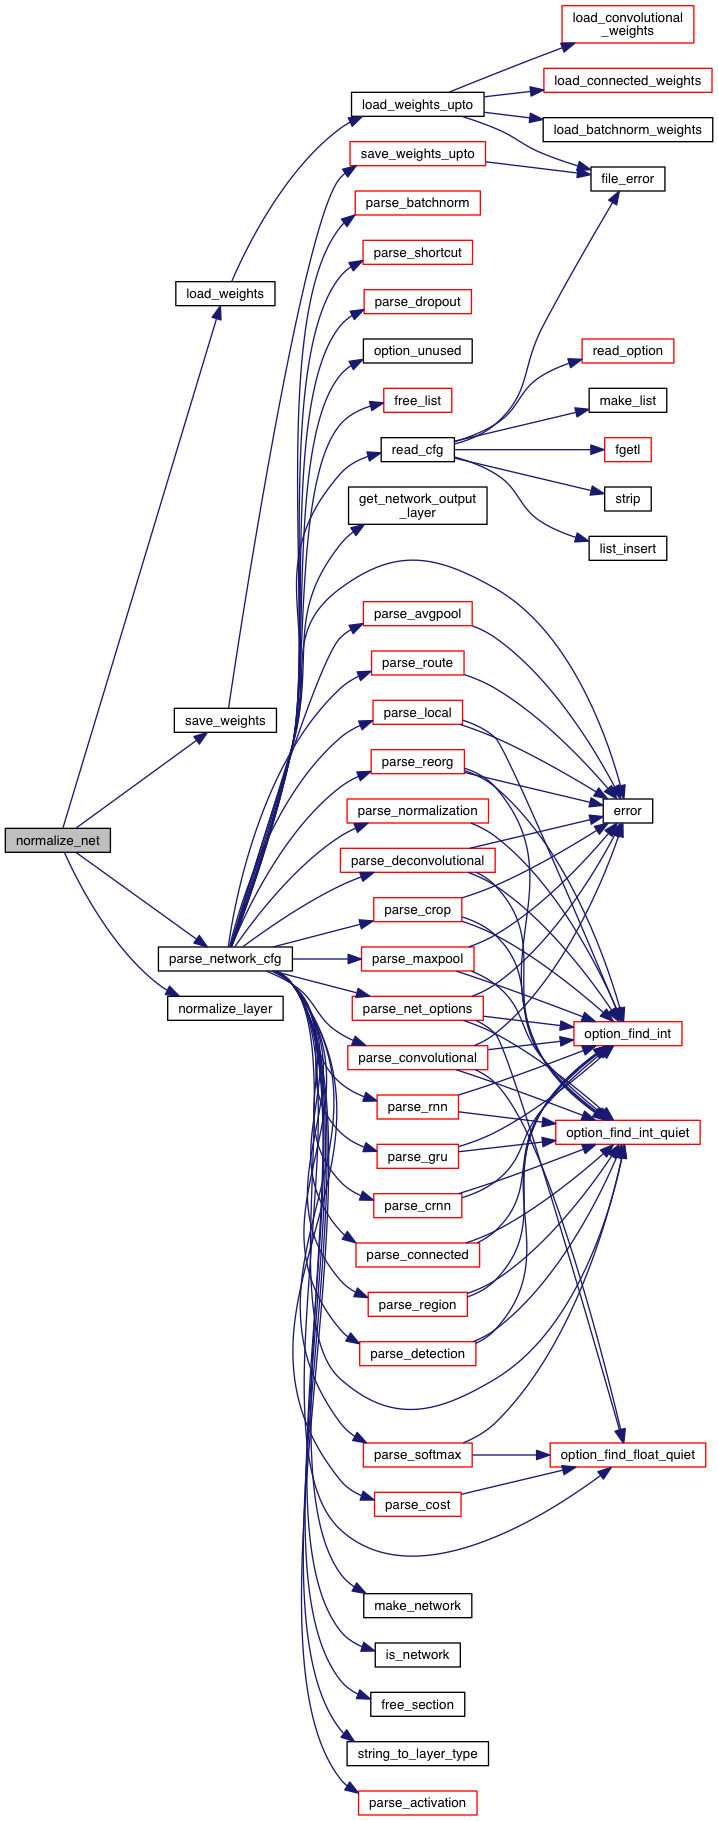 load_convolutional
_weights
load_connected_weights
load_weights_upto
load_batchnorm_weights
save_weights_upto
file_error
parse_batchnorm
parse_shortcut
load_weights
parse_dropout
option_unused
read_option
free_list
make_list
read_cfg
fgetl
get_network_output
_layer
strip
list_insert
parse_avgpool
parse_route
parse_local
save_weights
parse_reorg
parse_normalization
error
normalize_net
parse_deconvolutional
parse_crop
parse_network_cfg
parse_maxpool
normalize_layer
parse_net_options
option_find_int
parse_convolutional
parse_rnn
option_find_int_quiet
parse_gru
parse_crnn
parse_connected
parse_region
parse_detection
parse_softmax
option_find_float_quiet
parse_cost
make_network
is_network
free_section
string_to_layer_type
parse_activation